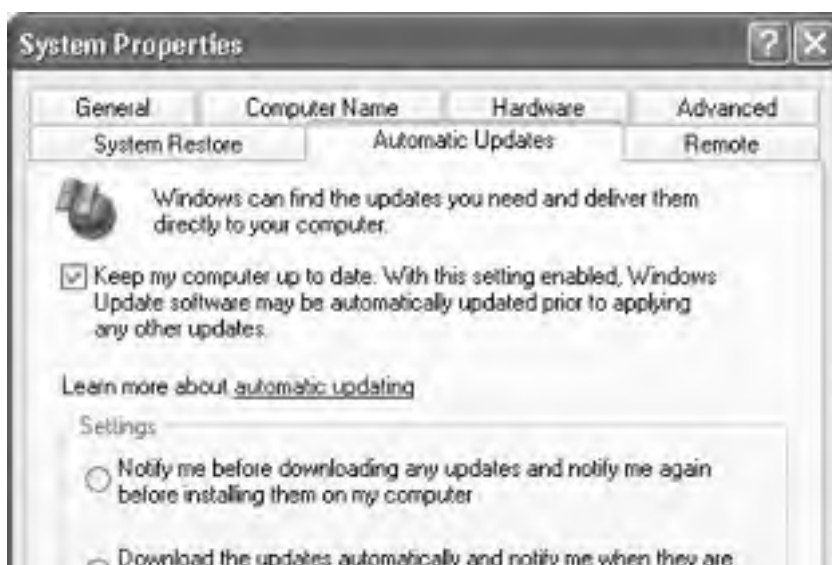 System Properties
General Computer Name Hardware Advanced
System Restore Automatic Updates Remote
Windows can find the updates you need and deliver them
directly to your computer.
Keep my computer up to date. With this setting enabled, Windows
Update software may be automatically updated prior to applying
any other updates.
Learn more about automatic updating
Settings
Notify me before downloading any updates and notify me again
before installing them on my computer
Download the updates automatically and notify me when they are